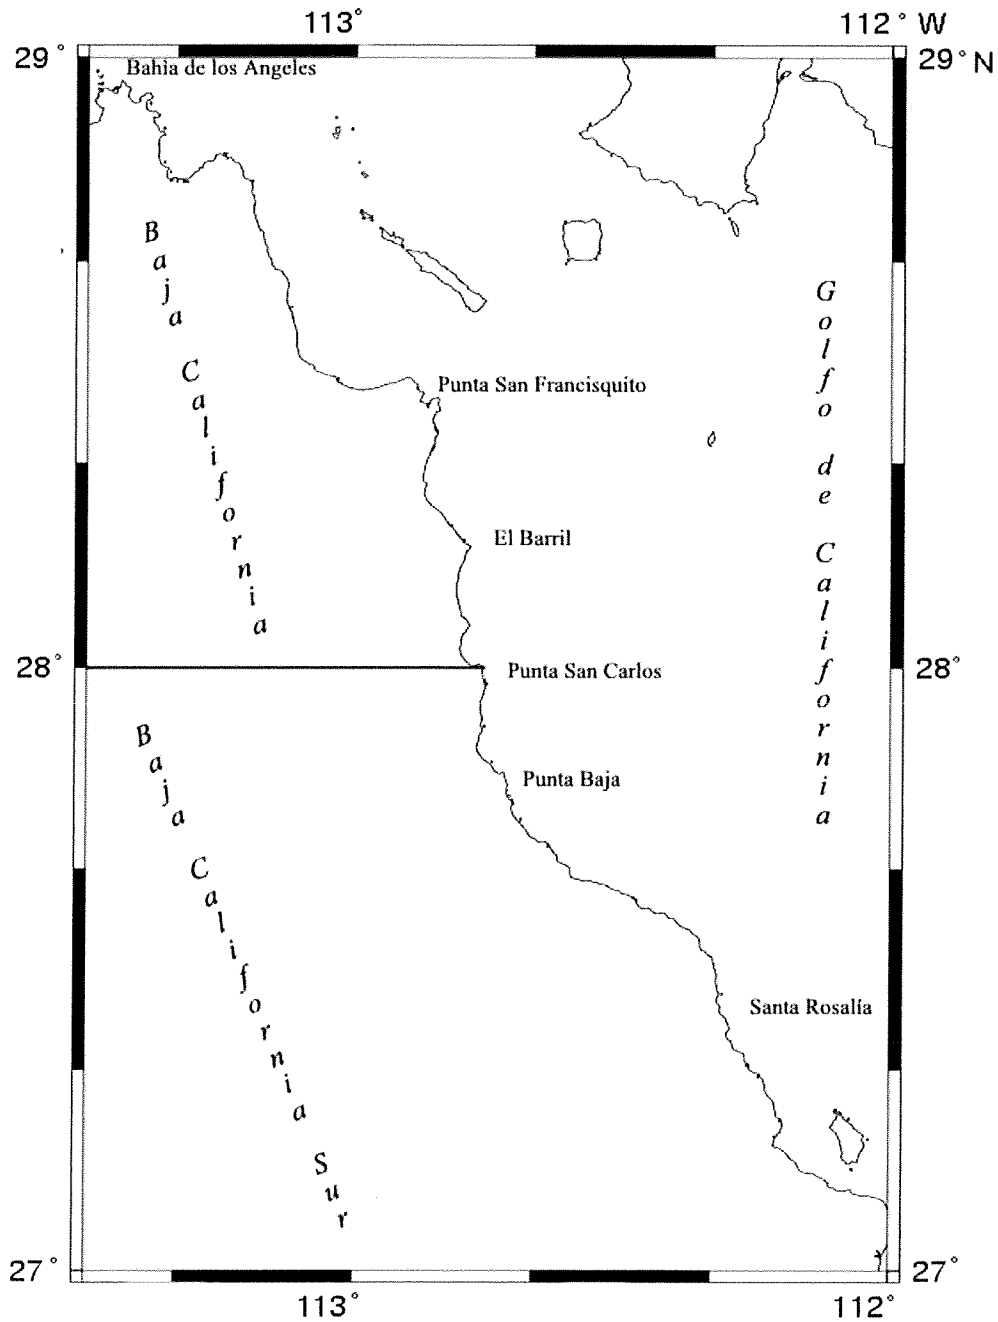 113° 112° W
29° 29° N
Bahia de los Angeles
Baja California
Golfo de California
Punta San Francisquito
El Barril
28° 28°
Punta San Carlos
Baja California Sur
Punta Baja
Santa Rosalía
27° 27°
113° 112°